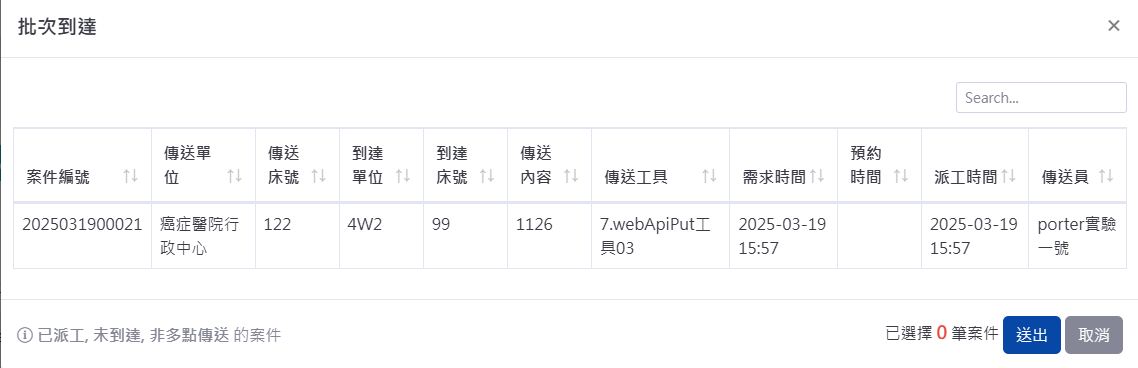 批次到達
×
Search...
案件編號
傳送單
位
傳送
床號
到達
單位
到達
床號
傳送
內容
傳送工具
需求時間
預約
時間
派工時間
傳送員
2025031900021
癌症醫院行
政中心
122
4W2
99
1126
7.webApiPut工
具03
2025-03-19
15:57
2025-03-19
15:57
porter實驗
一號
已派工, 未到達, 非多點傳送 的案件
已選擇 0 筆案件
送出
取消